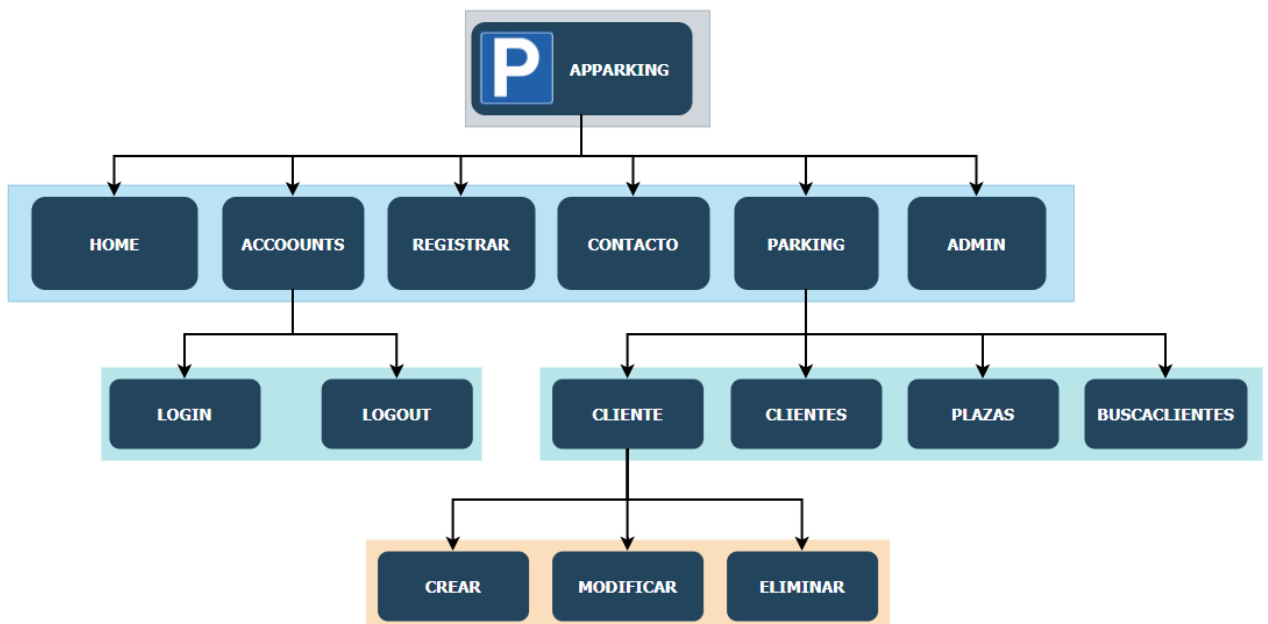 P
APPARKING
HOME
ACCOOUNTS
REGISTRAR
CONTACTO
PARKING
ADMIN
LOGIN
LOGOUT
CLIENTE
CLIENTES
PLAZAS
BUSCACLIENTES
CREAR
MODIFICAR
ELIMINAR